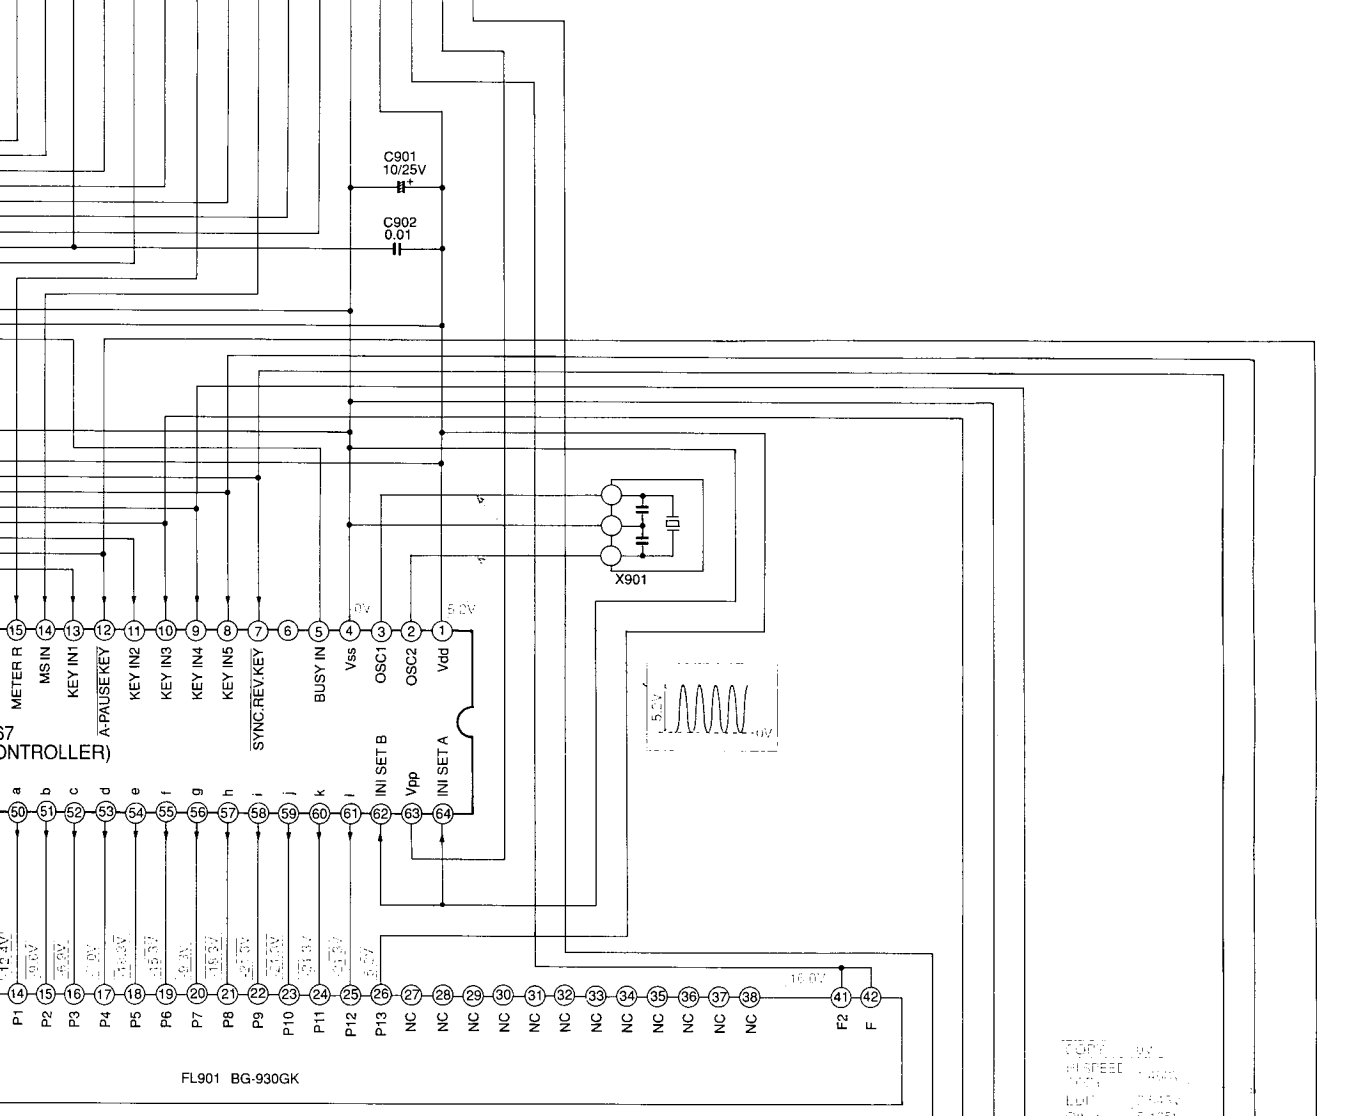 C901
10/25V
+
C902
0.01
X901
0V
5.2V
15 14 13 12 11 10 9 8 7 6 5 4 3 2 1
METER R
MS IN
KEY IN1
A-PAUSE KEY
KEY IN2
KEY IN3
KEY IN4
KEY IN5
SYNC.REV.KEY
BUSY IN
Vss
OSC1
OSC2
Vdd
67
ONTROLLER)
5.2V
0V
INI SET B
Vpp
INI SET A
a b c d e f g h i j k l
50 51 52 53 54 55 56 57 58 59 60 61 62 63 64
14 15 16 17 18 19 20 21 22 23 24 25 26 27 28 29 30 31 32 33 34 35 36 37 38 41 42
P1 P2 P3 P4 P5 P6 P7 P8 P9 P10 P11 P12 P13 NC NC NC NC NC NC NC NC NC NC NC NC F2 F
FL901 BG-930GK
COPY
EDIT